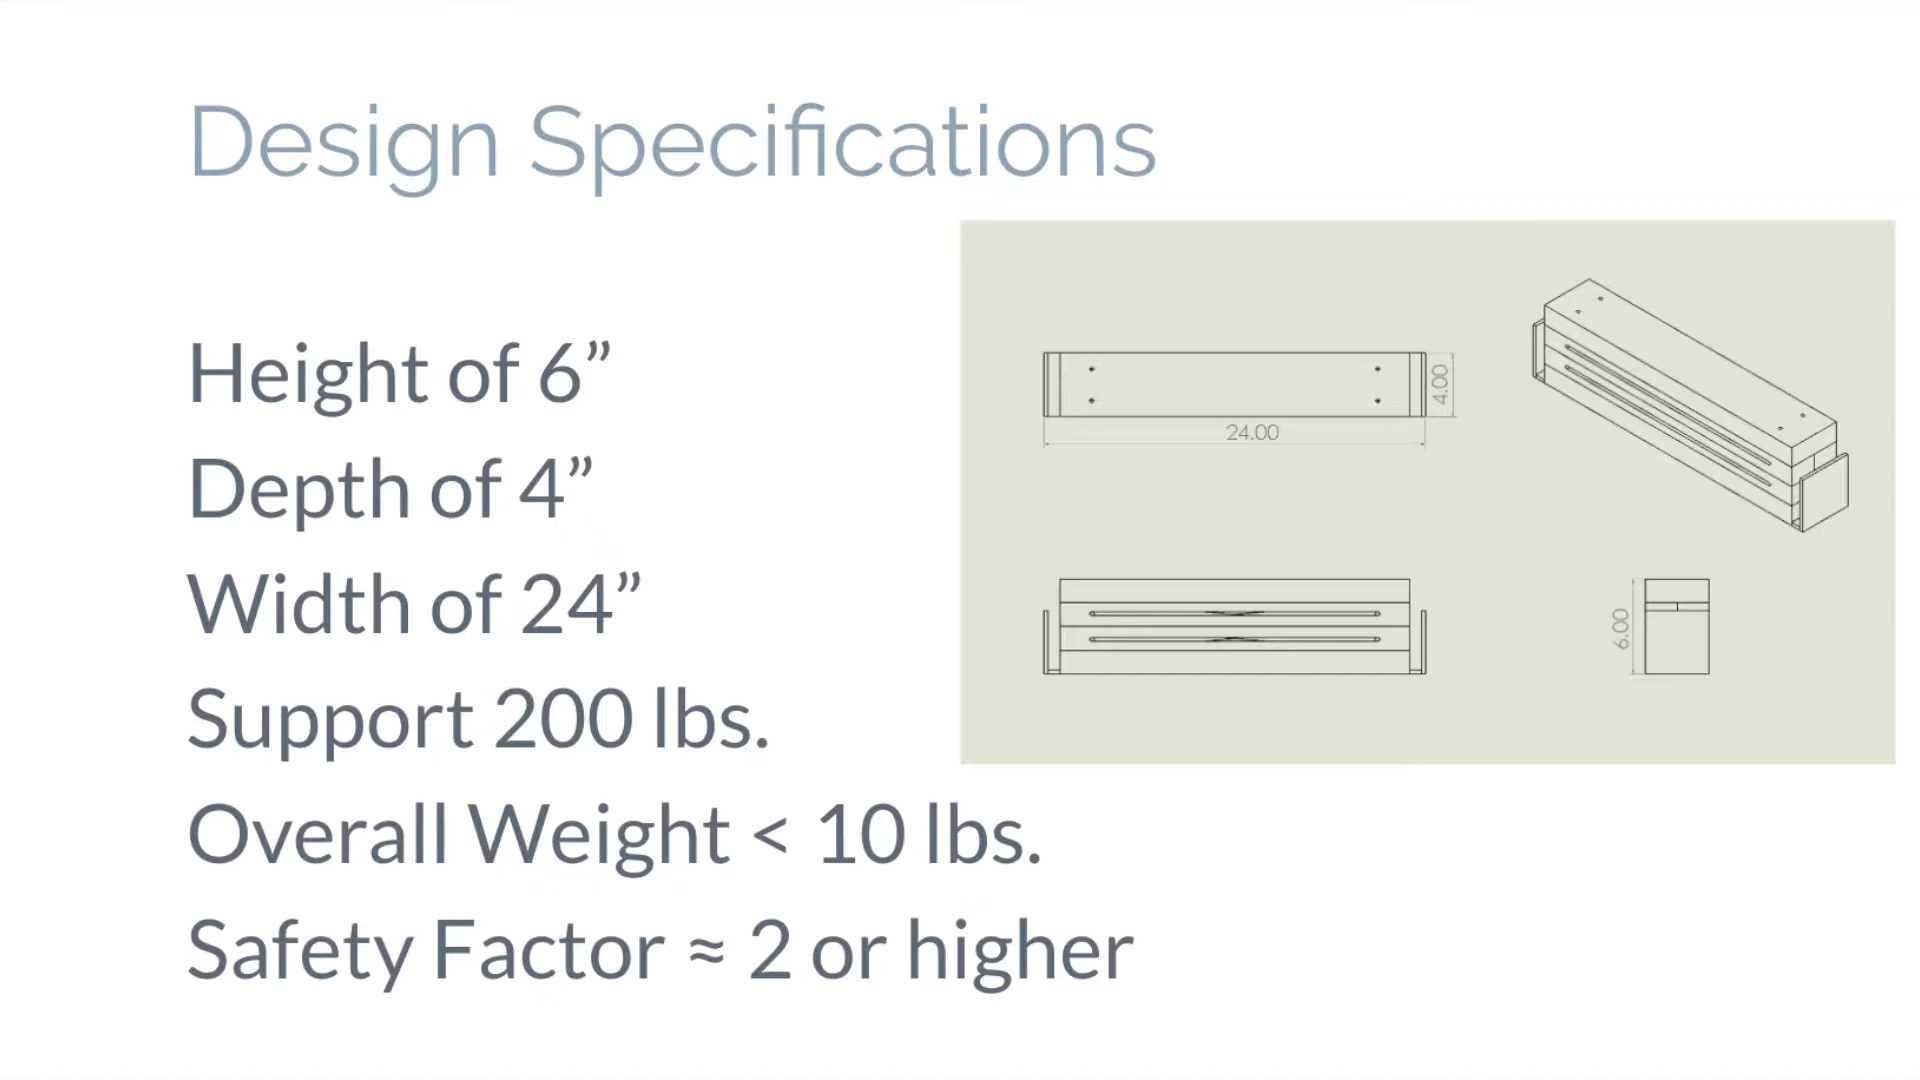 Design Specifications
Height of 6”
Depth of 4”
Width of 24”
Support 200 lbs.
Overall Weight < 10 lbs.
Safety Factor ≈ 2 or higher
4.00
24.00
6.00